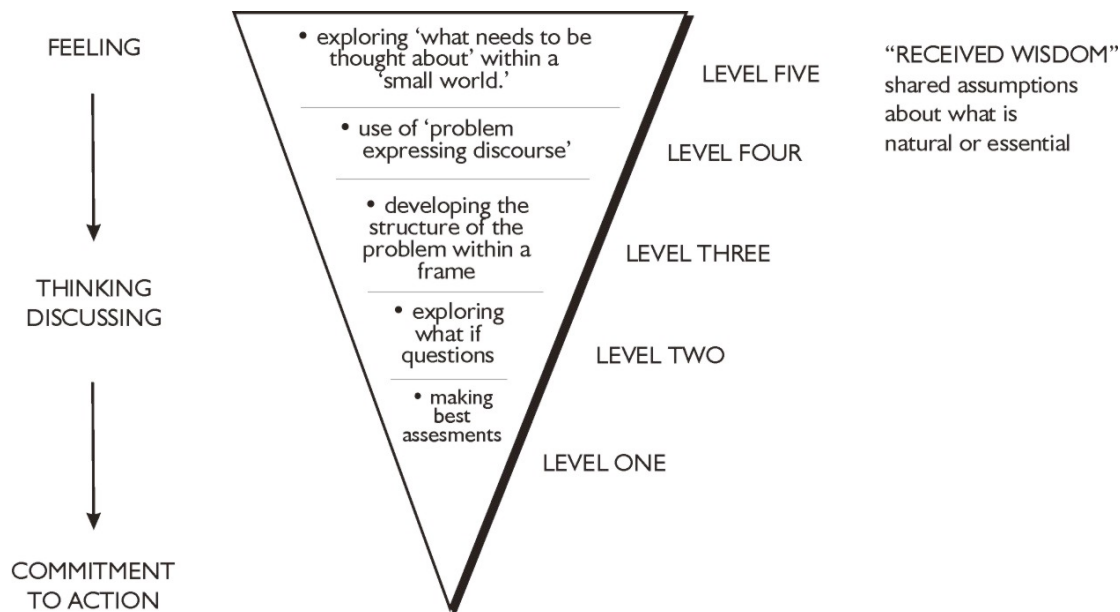 FEELING
THINKING
DISCUSSING
COMMITMENT
TO ACTION
• exploring ‘what needs to be
thought about’ within a
‘small world.’
• use of ‘problem
expressing discourse’
• developing the
structure of the
problem within a
frame
• exploring
what if
questions
• making
best
assesments
LEVEL FIVE
LEVEL FOUR
LEVEL THREE
LEVEL TWO
LEVEL ONE
“RECEIVED WISDOM”
shared assumptions
about what is
natural or essential